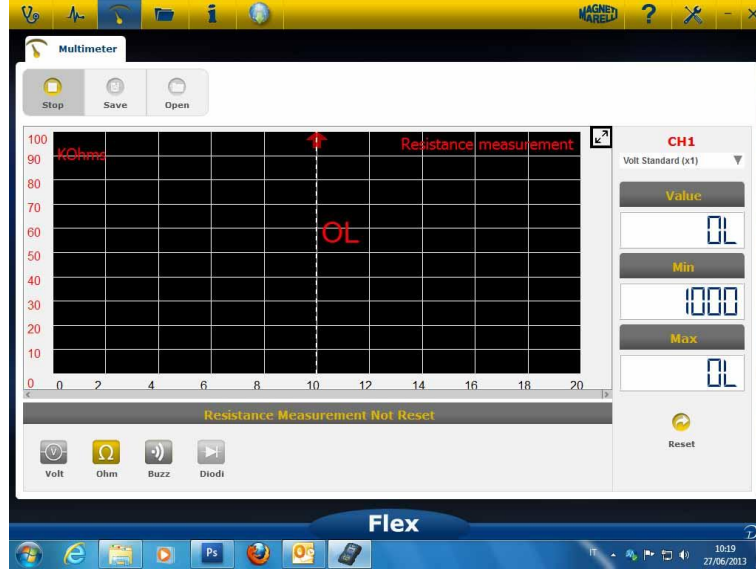 MAGNETI
MARELLI
?
Multimeter
Stop
Save
Open
100
90
80
70
60
50
40
30
20
10
0
KOhms
Resistance measurement
OL
0 2 4 6 8 10 12 14 16 18 20
CH1
Volt Standard (x1)
Value
OL
Min
1000
Max
OL
Reset
Resistance Measurement Not Reset
V
Ω
Volt
Ohm
Buzz
Diodi
Flex
Ps
IT
10:19
27/06/2013